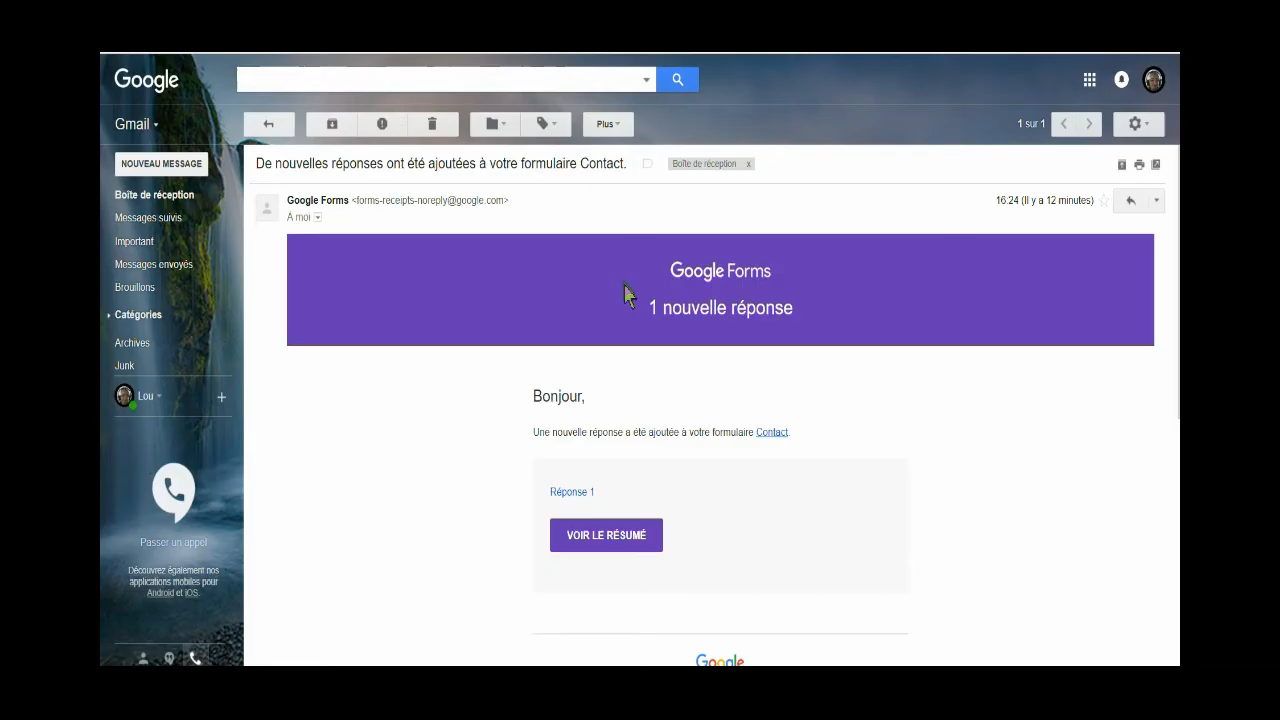 Google
Gmail
Plus
1 sur 1
NOUVEAU MESSAGE
De nouvelles réponses ont été ajoutées à votre formulaire Contact.
Boîte de réception x
Boîte de réception
Messages suivis
Important
Messages envoyés
Brouillons
Catégories
Archives
Junk
Lou
+
Passer un appel
Découvrez également nos
applications mobiles pour
Android et iOS.
Google Forms <forms-receipts-noreply@google.com>
16:24 (Il y a 12 minutes)
À moi
Google Forms
1 nouvelle réponse
Bonjour,
Une nouvelle réponse a été ajoutée à votre formulaire Contact.
Réponse 1
VOIR LE RÉSUMÉ
Google